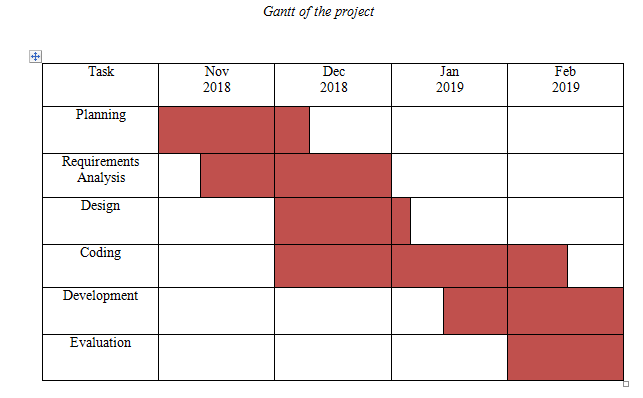 Gantt of the project
Task
Nov
2018
Dec
2018
Jan
2019
Feb
2019
Planning
Requirements
Analysis
Design
Coding
Development
Evaluation